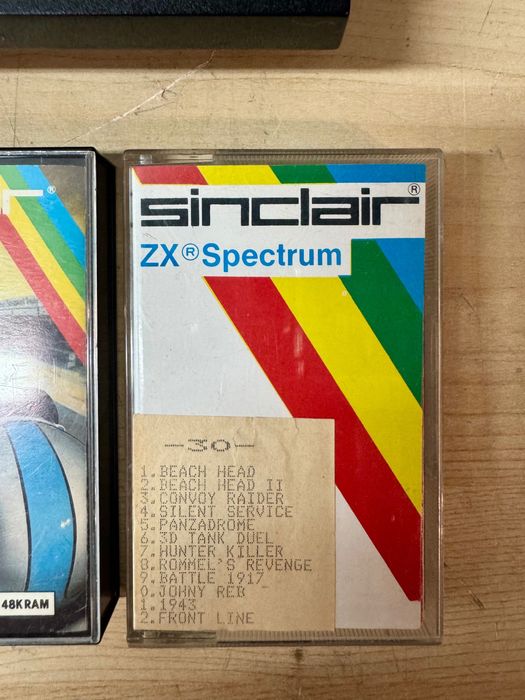 r®
48K RAM
sinclair®
ZX® Spectrum
-30-
1.BEACH HEAD
2.BEACH HEAD II
3.CONVOY RAIDER
4.SILENT SERVICE
5.PANZADROME
6.3D TANK DUEL
7.HUNTER KILLER
8.ROMMEL'S REVENGE
9.BATTLE 1917
0.JOHNY REB
1.1943
2.FRONT LINE